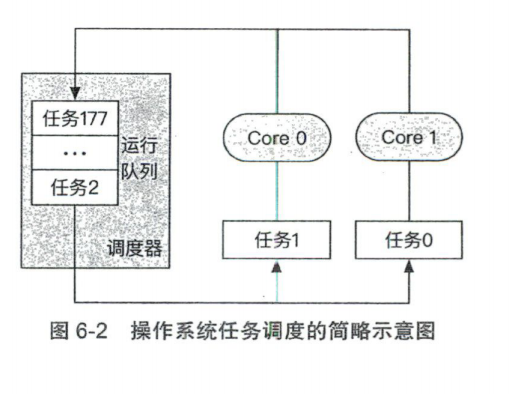 任务177
...
任务2
运行
队列
调度器
Core 0
Core 1
任务1
任务0
图 6-2 操作系统任务调度的简略示意图